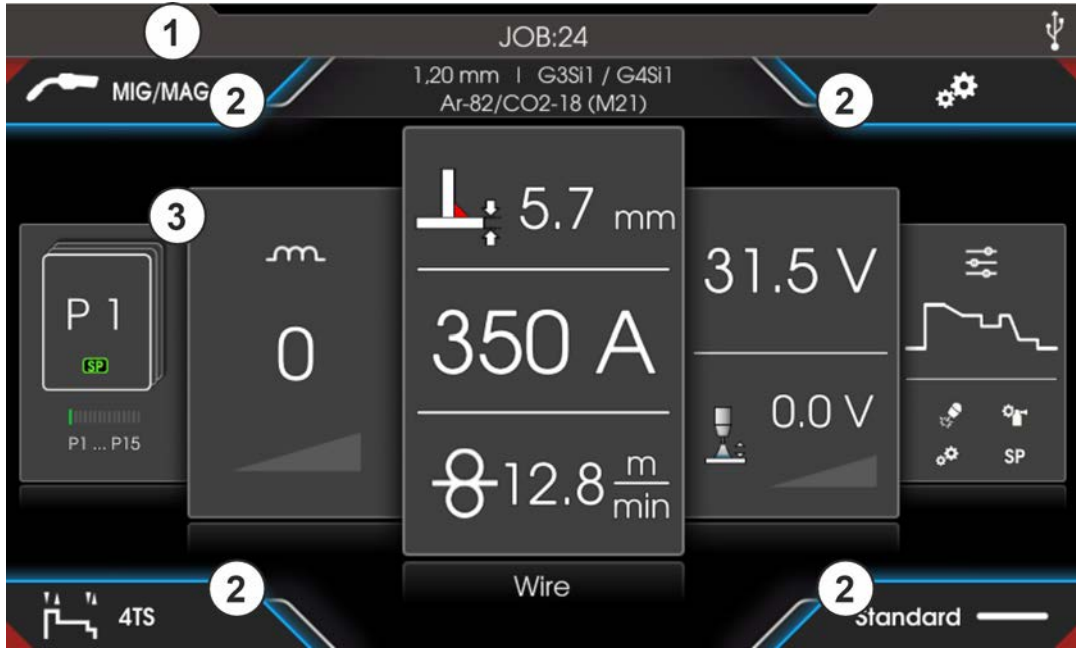 1
JOB:24
MIG/MAG
2
1,20 mm I G3Si1 / G4Si1
Ar-82/CO2-18 (M21)
2
3
P 1
SP
P1 ... P15
0
5.7 mm
350 A
12.8 m/min
31.5 V
0.0 V
SP
2
4TS
Wire
2
Standard